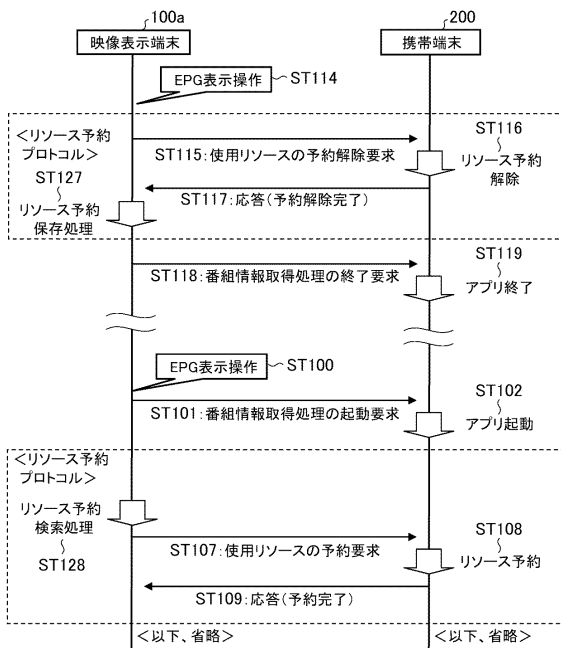 100a
映像表示端末
200
携帯端末
EPG表示操作
ST114
<リソース予約
プロトコル>
ST115:使用リソースの予約解除要求
ST116
リソース予約
解除
ST117:応答(予約解除完了)
ST127
リソース予約
保存処理
ST118:番組情報取得処理の終了要求
ST119
アプリ終了
EPG表示操作
ST100
ST101:番組情報取得処理の起動要求
ST102
アプリ起動
<リソース予約
プロトコル>
リソース予約
検索処理
ST128
ST107:使用リソースの予約要求
ST108
リソース予約
ST109:応答(予約完了)
<以下、省略>
<以下、省略>